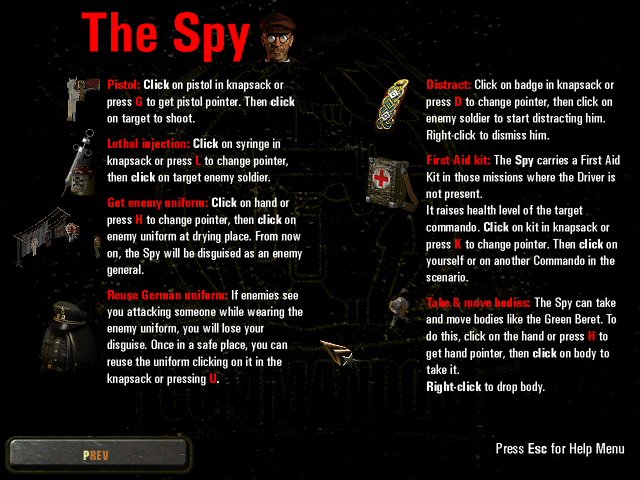 The Spy
Pistol: Click on pistol in knapsack or
press G to get pistol pointer. Then click
on target to shoot.
Lethal injection: Click on syringe in
knapsack or press L to change pointer,
then click on target enemy soldier.
Get enemy uniform: Click on hand or
press H to change pointer, then click on
enemy uniform at drying place. From now
on, the Spy will be disguised as an enemy
general.
Reuse German uniform: If enemies see
you attacking someone while wearing the
enemy uniform, you will lose your
disguise. Once in a safe place, you can
reuse the uniform clicking on it in the
knapsack or pressing U.
Distract: Click on badge in knapsack or
press D to change pointer, then click on
enemy soldier to start distracting him.
Right-click to dismiss him.
First Aid kit: The Spy carries a First Aid
Kit in those missions where the Driver is
not present.
It raises health level of the target
commando. Click on kit in knapsack or
press K to change pointer. Then click on
yourself or on another Commando in the
scenario.
Take & move bodies: The Spy can take
and move bodies like the Green Beret. To
do this, click on the hand or press H to
get hand pointer, then click on body to
take it.
Right-click to drop body.
COMMANDOS
PREV
Press Esc for Help Menu